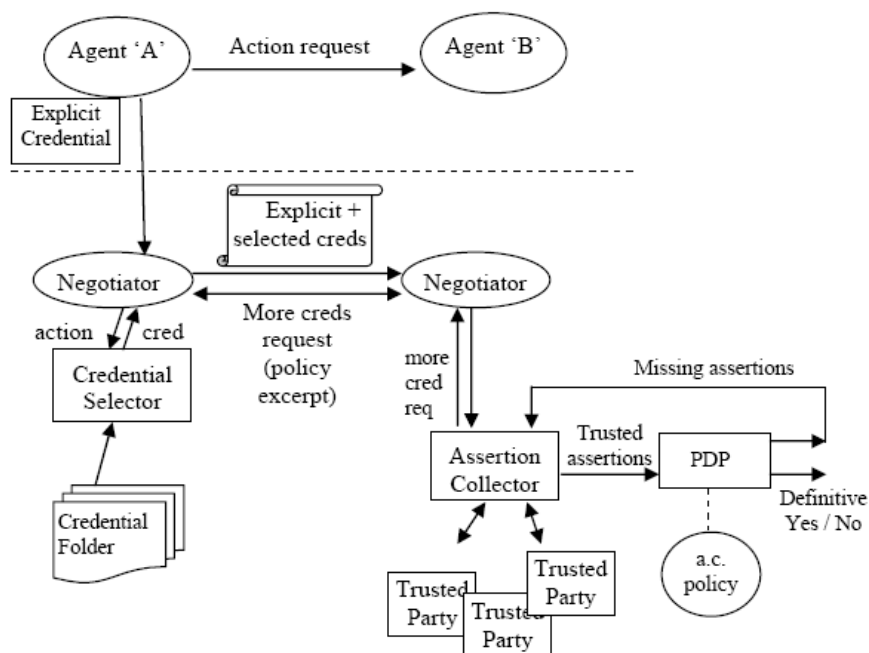 Agent ‘A’
Action request
Agent ‘B’
Explicit
Credential
Explicit +
selected creds
Negotiator
Negotiator
More creds
request
(policy
excerpt)
action
cred
Credential
Selector
more
cred
req
Missing assertions
Assertion
Collector
Trusted
assertions
PDP
Definitive
Yes / No
Credential
Folder
a.c.
policy
Trusted
Party
Trusted
Party
Trusted
Party